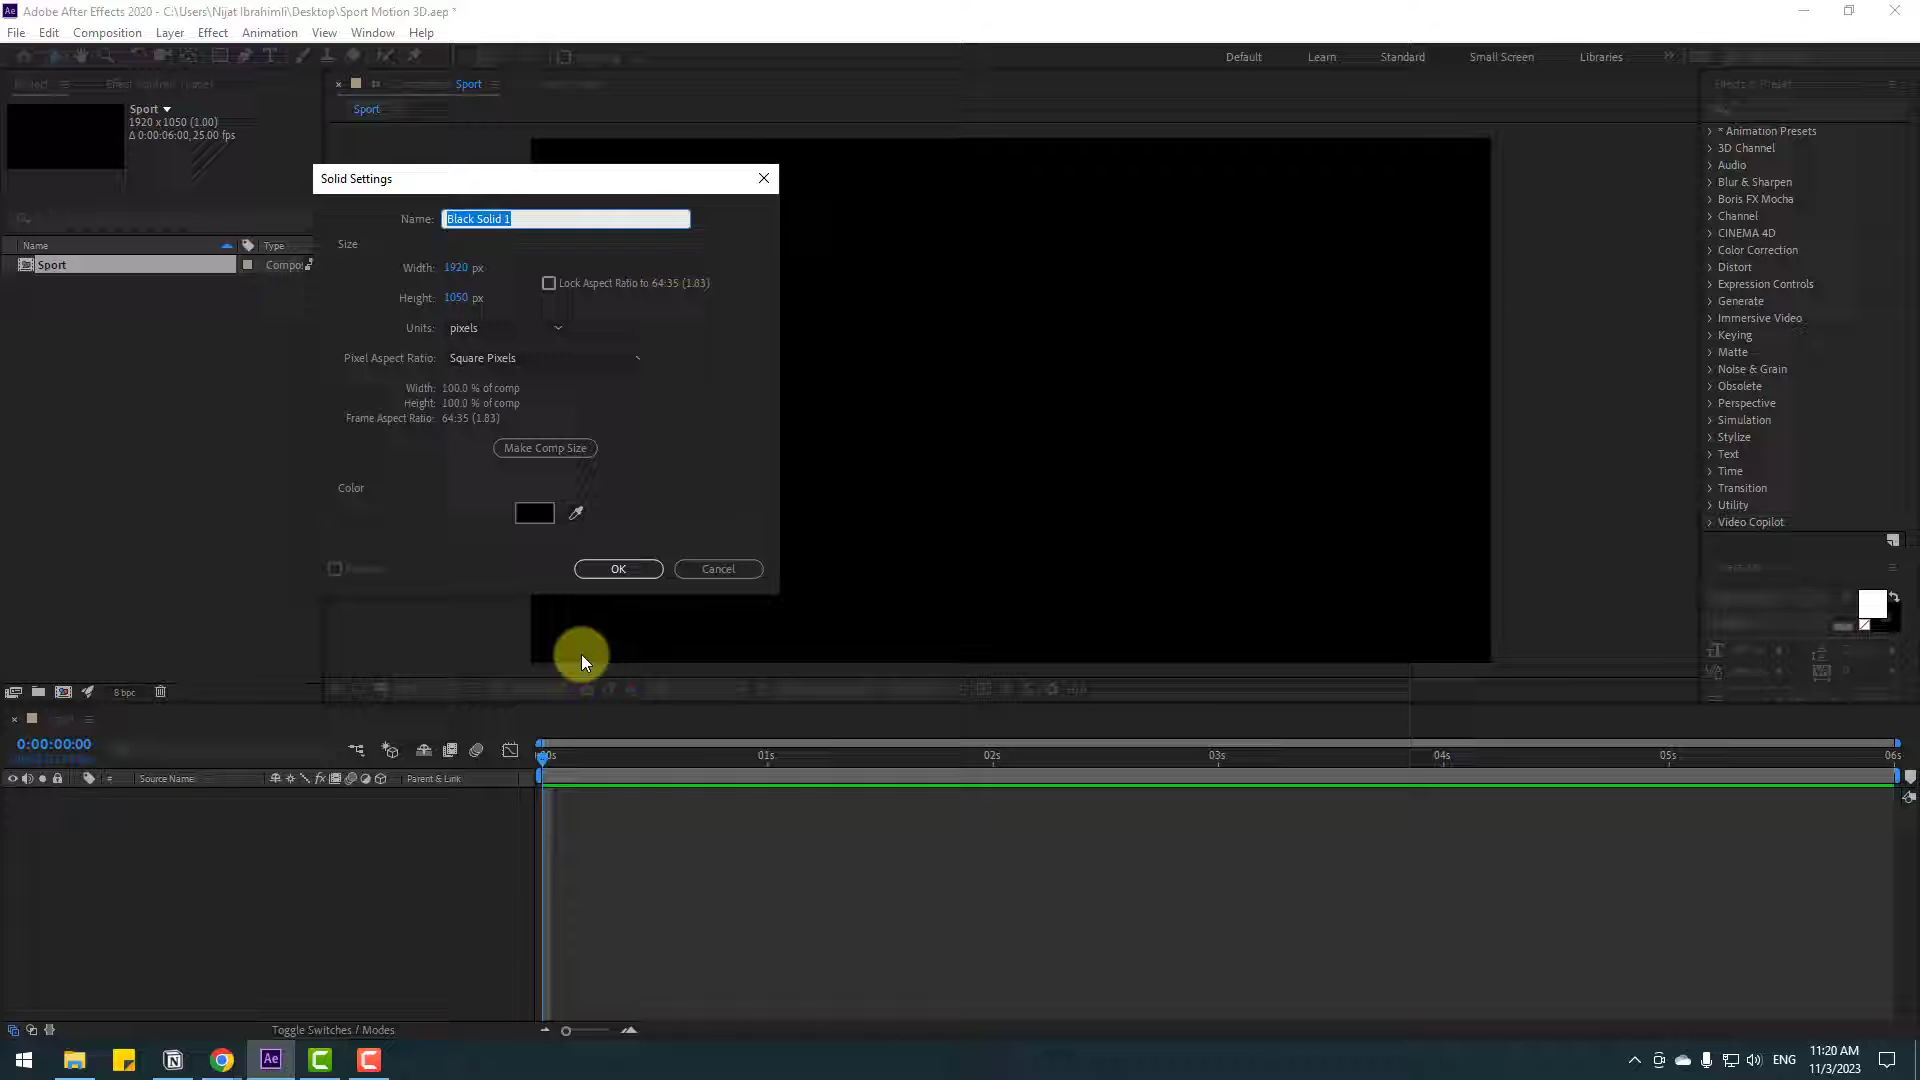 Adobe After Effects 2020 - C:\Users\Nijat Ibrahimli\Desktop\Sport Motion 3D.aep *
File Edit Composition Layer Effect Animation View Window Help
Default Learn Standard Small Screen Libraries
Sport
Sport
Sport
1920 x 1050 (1.00)
Δ 0:00:06:00, 25.00 fps
Name Type
Sport Compo
Solid Settings
Name: Black Solid 1
Size
Width: 1920 px
Lock Aspect Ratio to 64:35 (1.83)
Height: 1050 px
Units: pixels
Pixel Aspect Ratio: Square Pixels
Width: 100.0 % of comp
Height: 100.0 % of comp
Frame Aspect Ratio: 64:35 (1.83)
Make Comp Size
Color
OK Cancel
* Animation Presets
3D Channel
Audio
Blur & Sharpen
Boris FX Mocha
Channel
CINEMA 4D
Color Correction
Distort
Expression Controls
Generate
Immersive Video
Keying
Matte
Noise & Grain
Obsolete
Perspective
Simulation
Stylize
Text
Time
Transition
Utility
Video Copilot
8 bpc
0:00:00:00
01s 02s 03s 04s 05s 06s
# Source Name Parent & Link
Toggle Switches / Modes
ENG
11:20 AM
11/3/2023